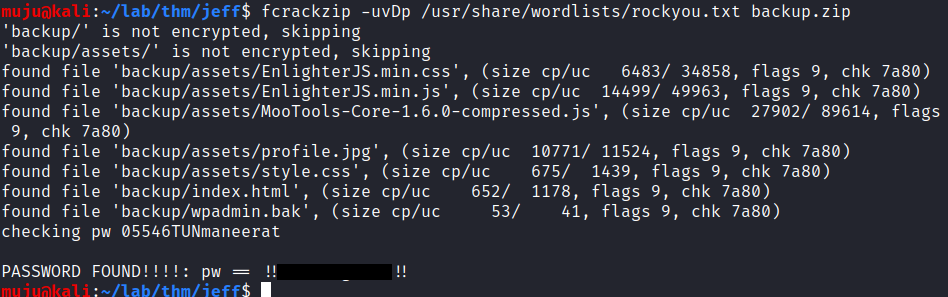 muju@kali:~/lab/thm/jeff$ fcrackzip -uvDp /usr/share/wordlists/rockyou.txt backup.zip
'backup/' is not encrypted, skipping
'backup/assets/' is not encrypted, skipping
found file 'backup/assets/EnlighterJS.min.css', (size cp/uc   6483/ 34858, flags 9, chk 7a80)
found file 'backup/assets/EnlighterJS.min.js', (size cp/uc  14499/ 49963, flags 9, chk 7a80)
found file 'backup/assets/MooTools-Core-1.6.0-compressed.js', (size cp/uc  27902/ 89614, flags
 9, chk 7a80)
found file 'backup/assets/profile.jpg', (size cp/uc  10771/ 11524, flags 9, chk 7a80)
found file 'backup/assets/style.css', (size cp/uc    675/  1439, flags 9, chk 7a80)
found file 'backup/index.html', (size cp/uc    652/  1178, flags 9, chk 7a80)
found file 'backup/wpadmin.bak', (size cp/uc     53/    41, flags 9, chk 7a80)
checking pw 05546TUNmaneerat
PASSWORD FOUND!!!!: pw == !! !!
muju@kali:~/lab/thm/jeff$